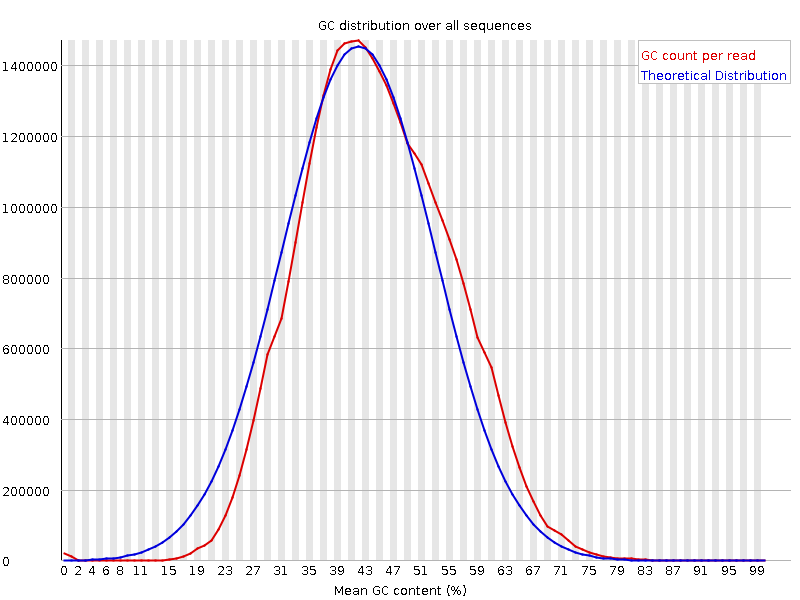 GC distribution over all sequences
GC count per read
Theoretical Distribution
1400000
1200000
1000000
800000
600000
400000
200000
0
0 2 4 6 8 11 15 19 23 27 31 35 39 43 47 51 55 59 63 67 71 75 79 83 87 91 95 99
Mean GC content (%)